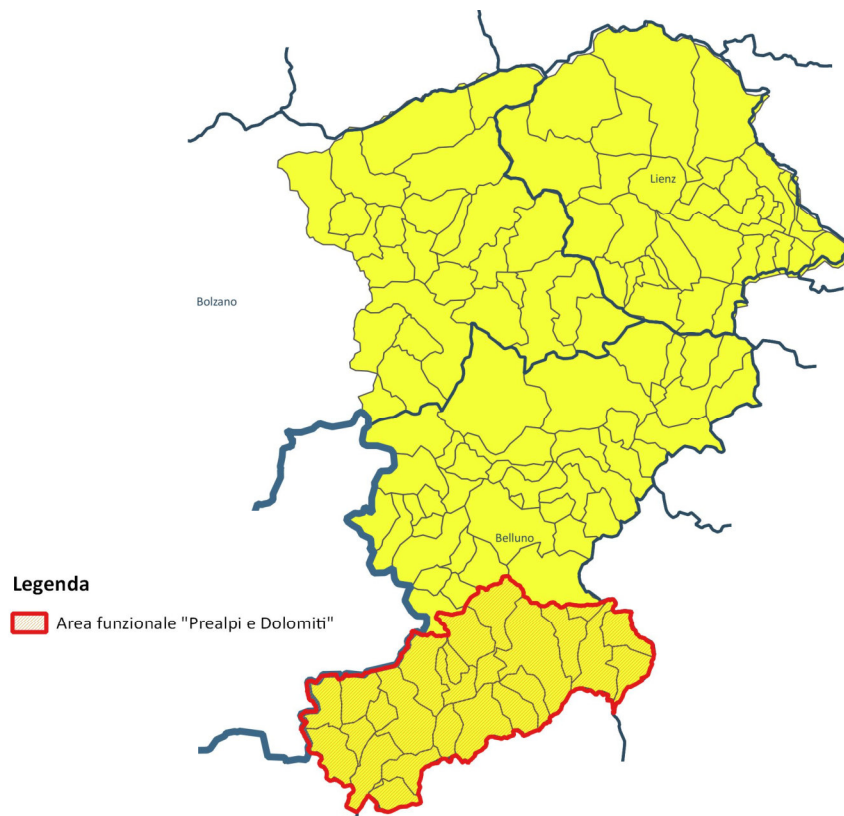 Lienz
Bolzano
Belluno
Legenda
Area funzionale "Prealpi e Dolomiti"